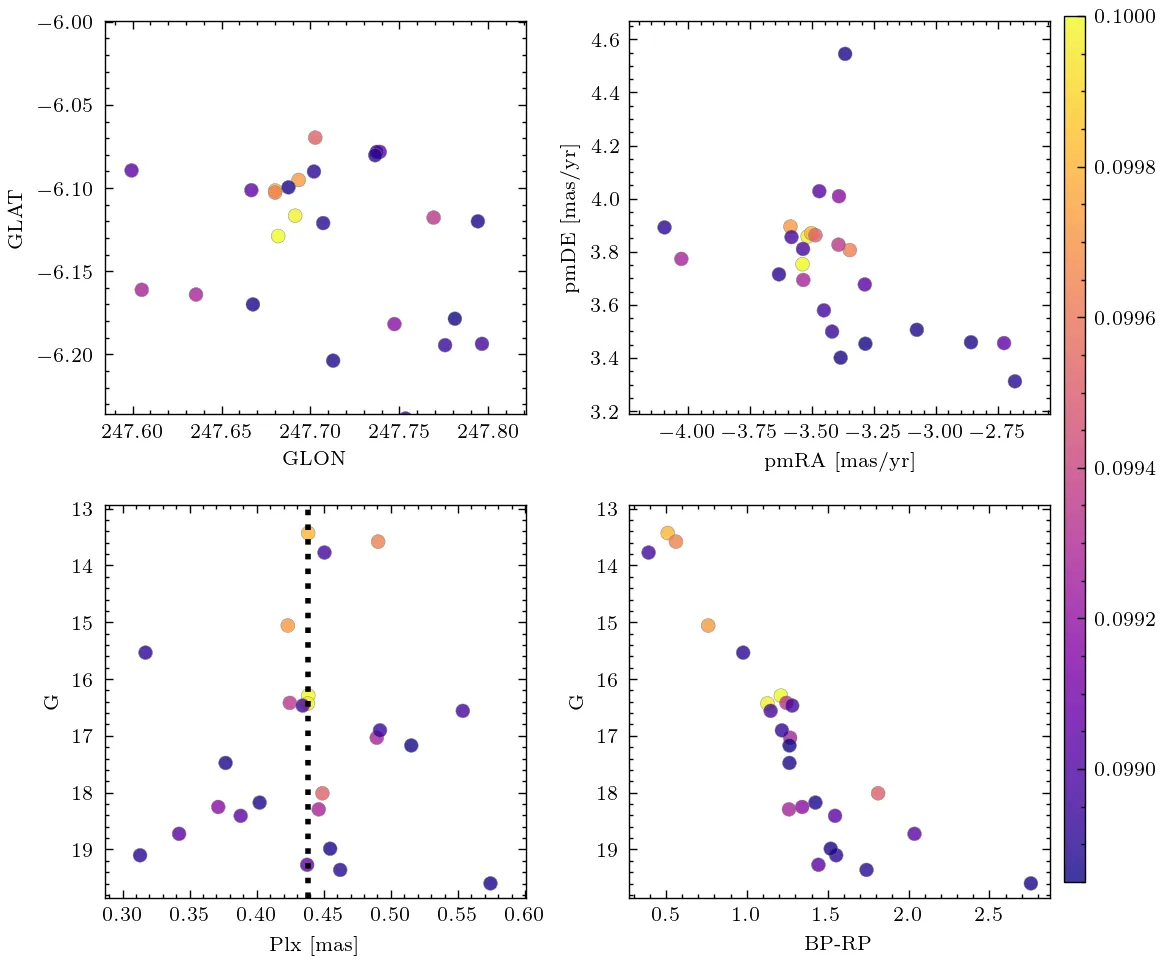 −6.00
−6.05
−6.10
−6.15
−6.20
GLAT
247.60 247.65 247.70 247.75 247.80
GLON
4.6
4.4
4.2
4.0
3.8
3.6
3.4
3.2
pmDE [mas/yr]
−4.00 −3.75 −3.50 −3.25 −3.00 −2.75
pmRA [mas/yr]
0.1000
0.0998
0.0996
0.0994
0.0992
0.0990
13
14
15
16
17
18
19
G
0.30 0.35 0.40 0.45 0.50 0.55 0.60
Plx [mas]
13
14
15
16
17
18
19
G
0.5 1.0 1.5 2.0 2.5
BP-RP